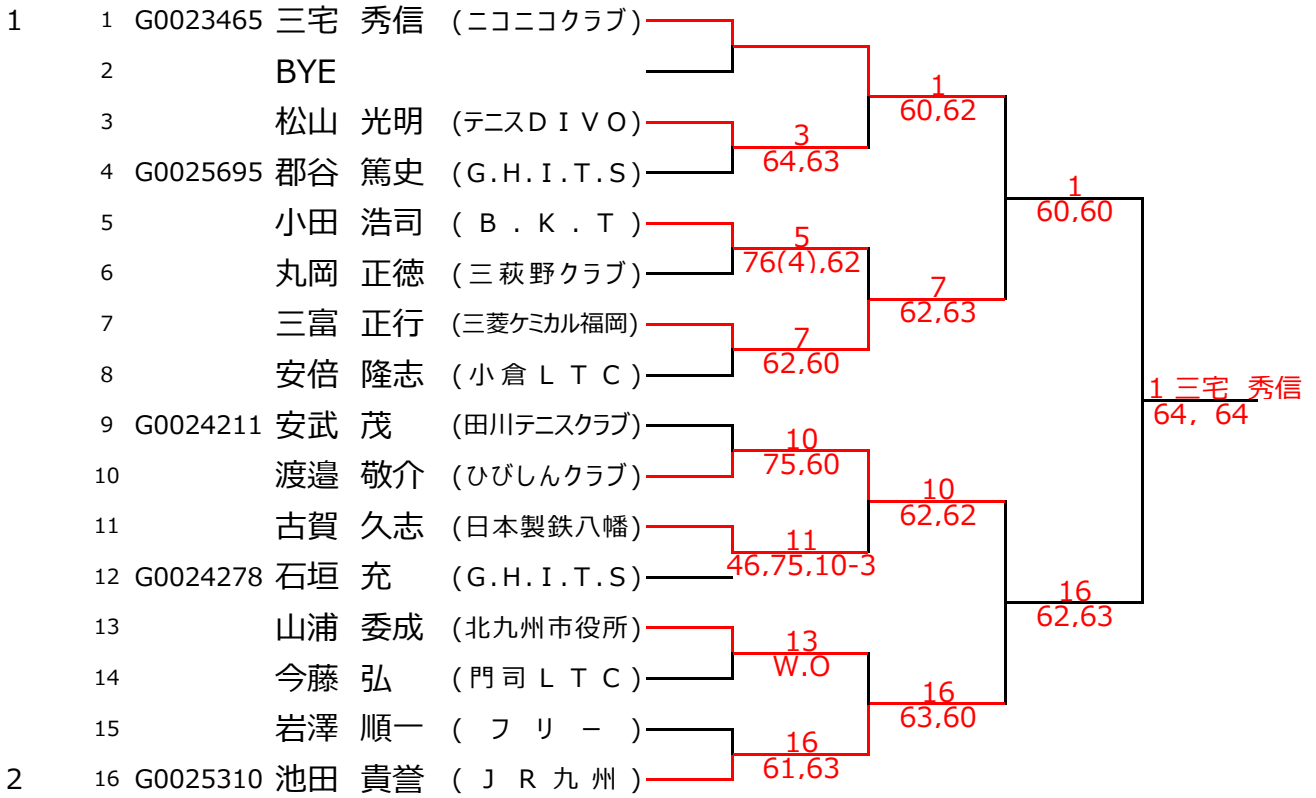 1 1 G0023465 三宅 秀信 (ニコニコクラブ)
2 BYE
1
60,62
3 松山 光明 (テニスＤＩＶＯ)
3
64,63
4 G0025695 郡谷 篤史 (G.H.I.T.S)
1
60,60
5 小田 浩司 (B.K.T)
5
76(4),62
6 丸岡 正徳 (三萩野クラブ)
7
62,63
7 三富 正行 (三菱ケミカル福岡)
7
62,60
8 安倍 隆志 (小倉ＬＴＣ)
1 三宅 秀信
64, 64
9 G0024211 安武 茂 (田川テニスクラブ)
10
75,60
10 渡邉 敬介 (ひびしんクラブ)
10
62,62
11 古賀 久志 (日本製鉄八幡)
11
46,75,10-3
12 G0024278 石垣 充 (G.H.I.T.S)
16
62,63
13 山浦 委成 (北九州市役所)
13
W.O
14 今藤 弘 (門司ＬＴＣ)
16
63,60
15 岩澤 順一 (フリー)
16
61,63
2 16 G0025310 池田 貴誉 (ＪＲ九州)